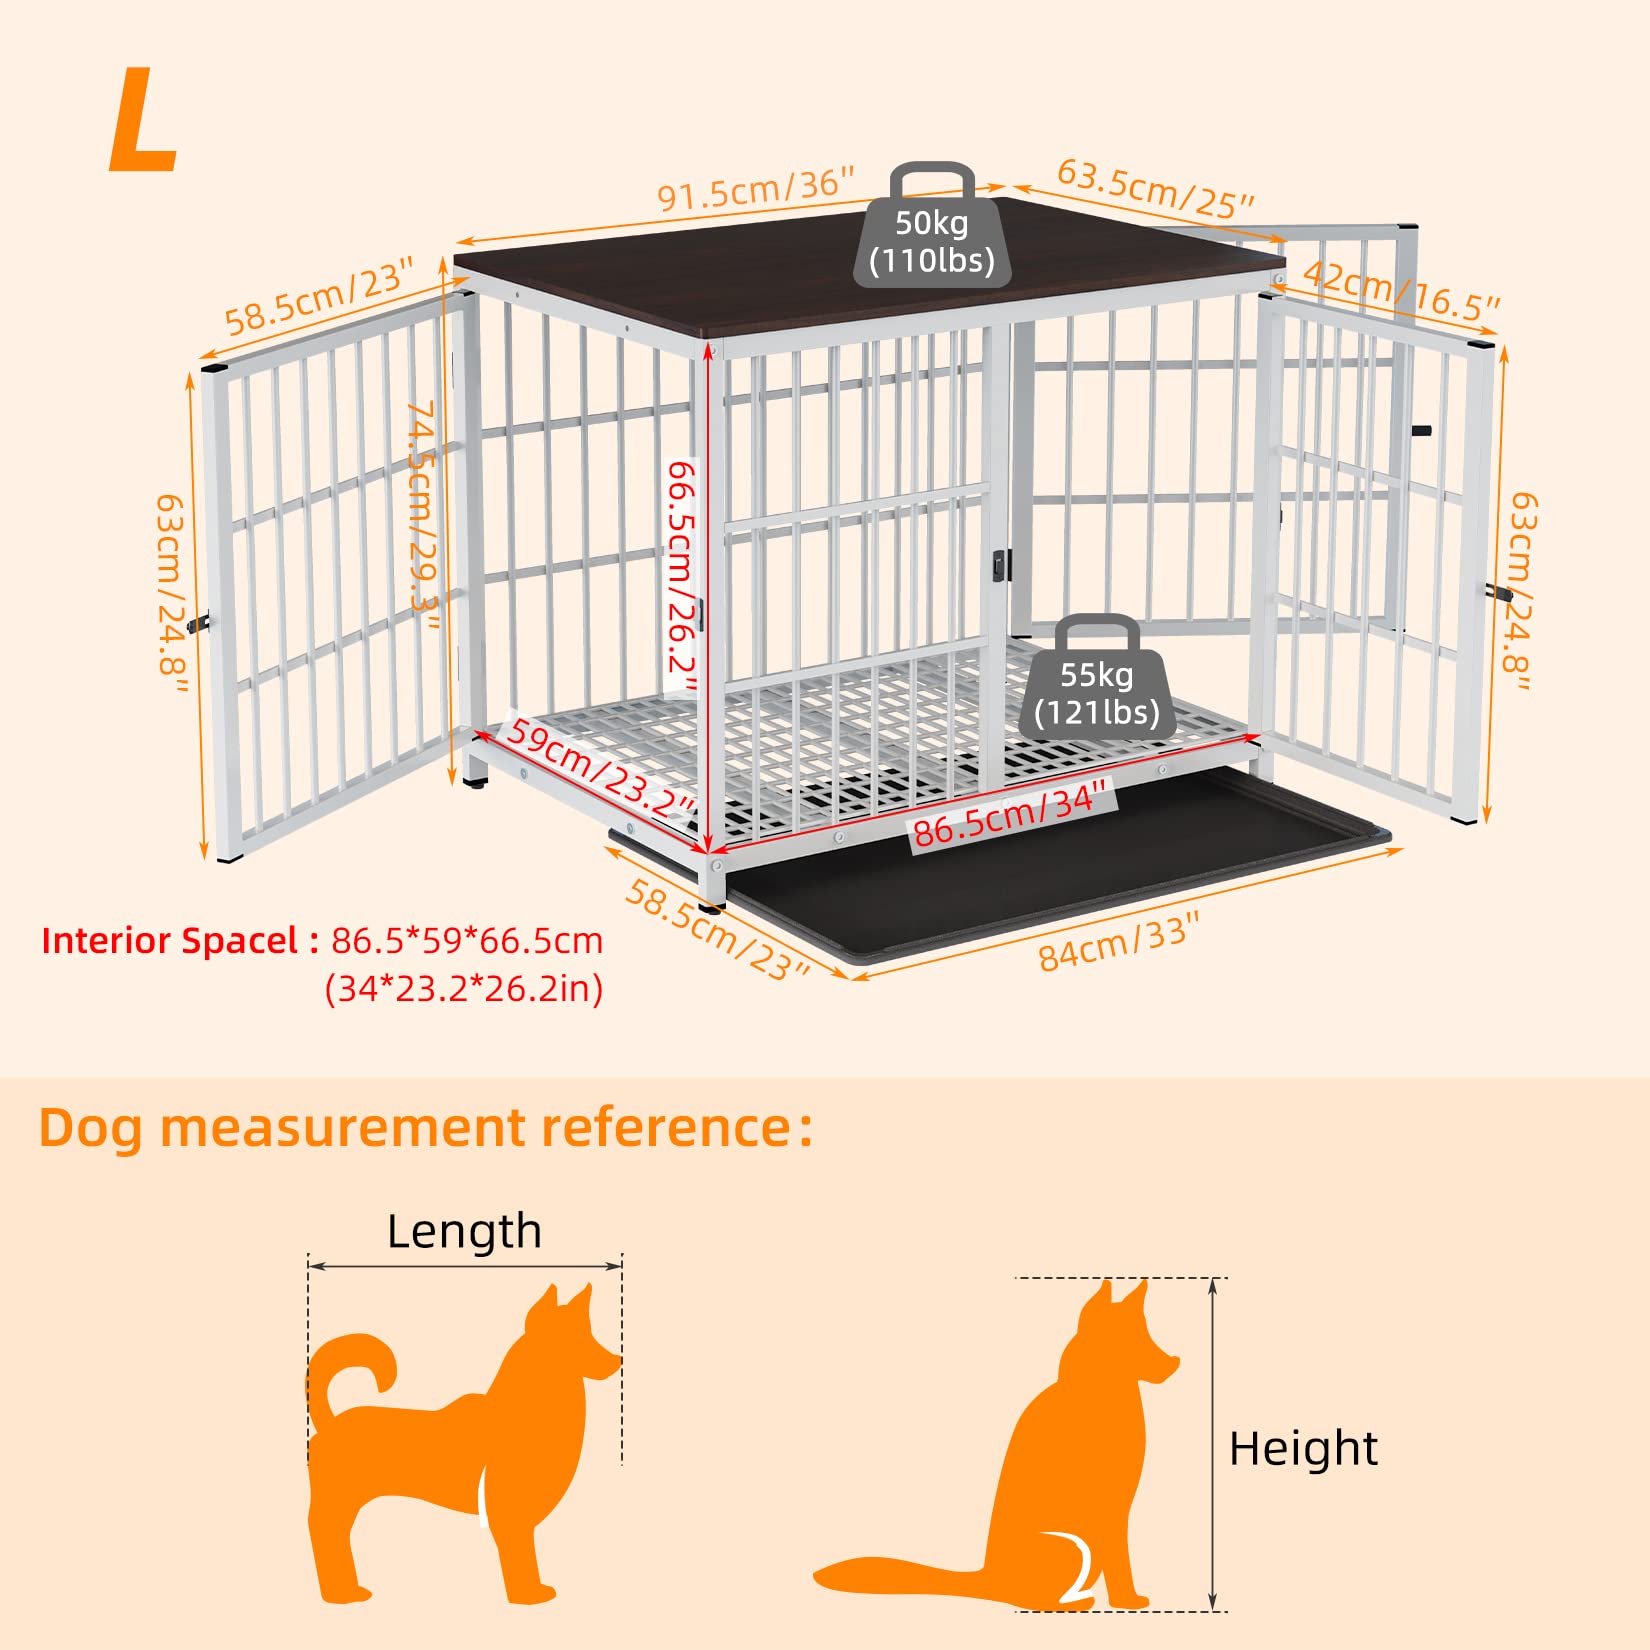 L
91.5cm/36"
63.5cm/25"
50kg
(110lbs)
58.5cm/23"
42cm/16.5"
74.5cm/29.3"
66.5cm/26.2"
63cm/24.8"
63cm/24.8"
55kg
(121lbs)
59cm/23.2"
86.5cm/34"
58.5cm/23"
84cm/33"
Interior Spacel : 86.5*59*66.5cm
(34*23.2*26.2in)
Dog measurement reference:
Length
Height